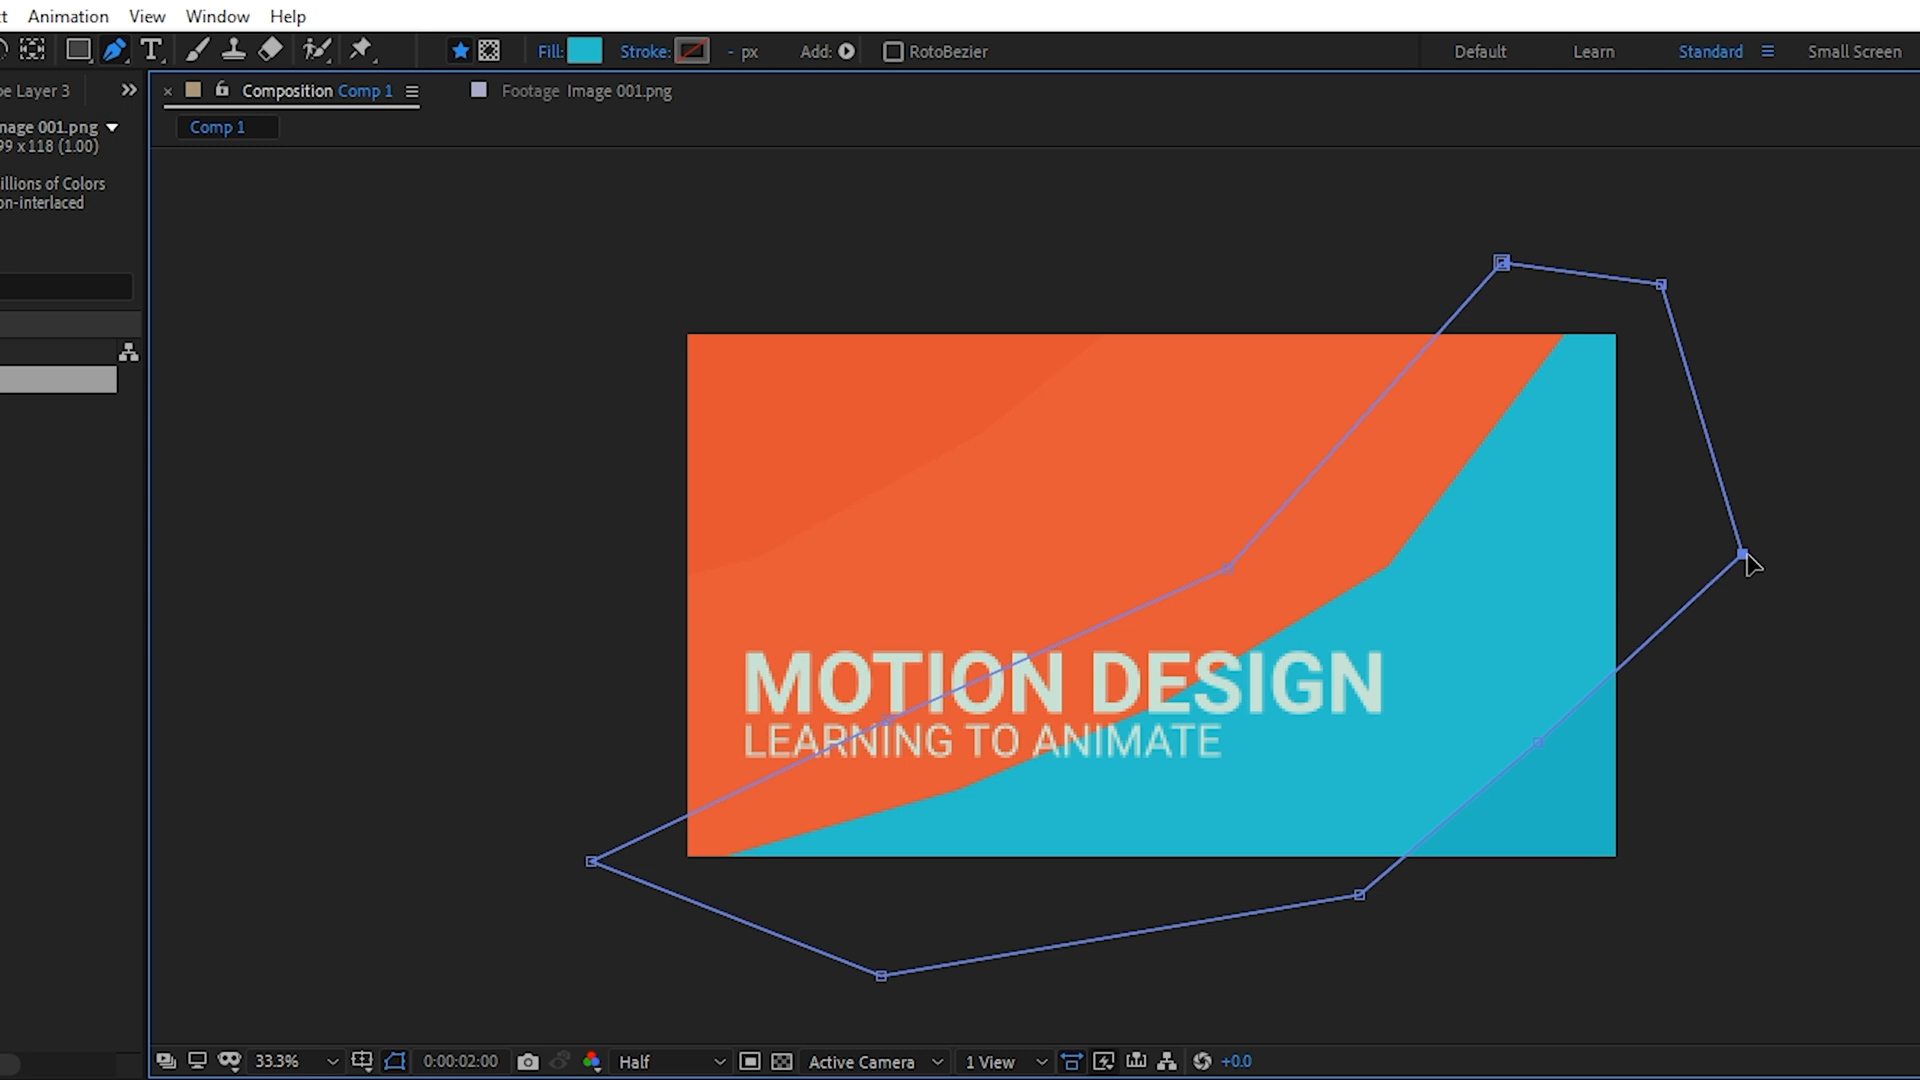 t Animation View Window Help
T Fill: Stroke: - px Add: RotoBezier Default Learn Standard Small Screen
pe Layer 3 Composition Comp 1 Footage Image 001.png
mage 001.png Comp 1
99 x 118 (1.00)
illions of Colors
on-interlaced
MOTION DESIGN
LEARNING TO ANIMATE
33.3% 0:00:02:00 Half Active Camera 1 View +0.0